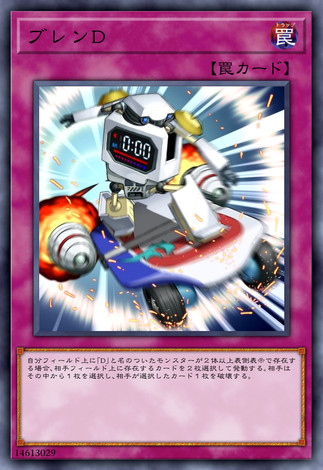 ブレンD
トラップ
罠
【罠カード】
0:00
自分フィールド上に「D」と名のついたモンスターが2体以上表側表示で存在す
る場合、相手フィールド上に存在するカードを2枚選択して発動する。相手は
その中から1枚を選択し、相手が選択したカード1枚を破壊する。
14613029